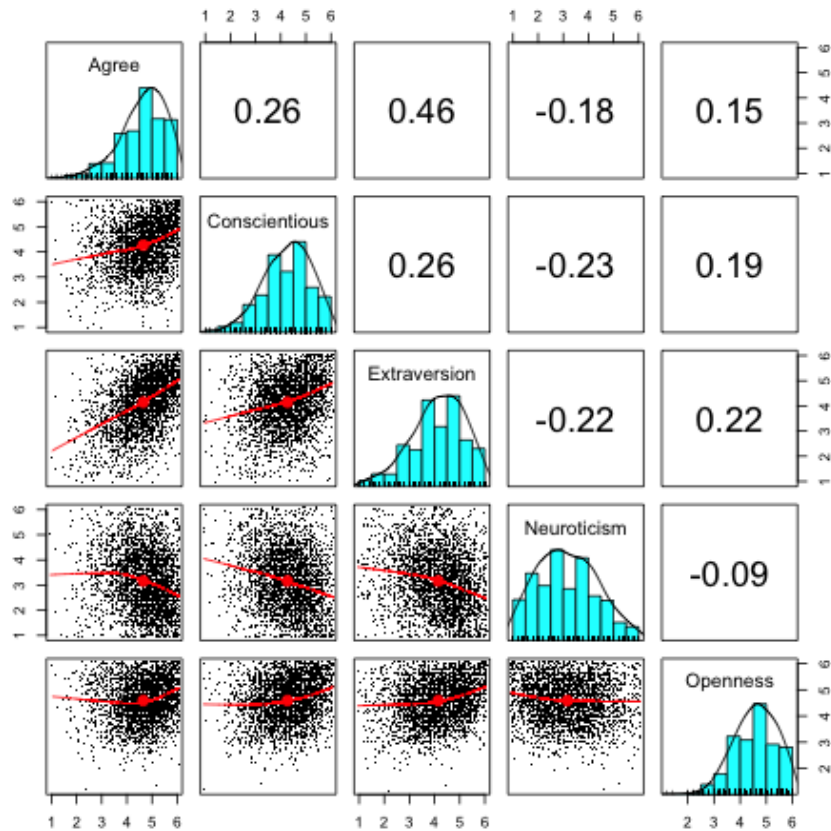 1 2 3 4 5 6
1 2 3 4 5 6
Agree
0.26
0.46
-0.18
0.15
1 2 3 4 5 6
1 2 3 4 5 6
Conscientious
0.26
-0.23
0.19
Extraversion
-0.22
0.22
1 2 3 4 5 6
1 2 3 4 5 6
Neuroticism
-0.09
Openness
2 3 4 5 6
1 2 3 4 5 6
1 2 3 4 5 6
2 3 4 5 6